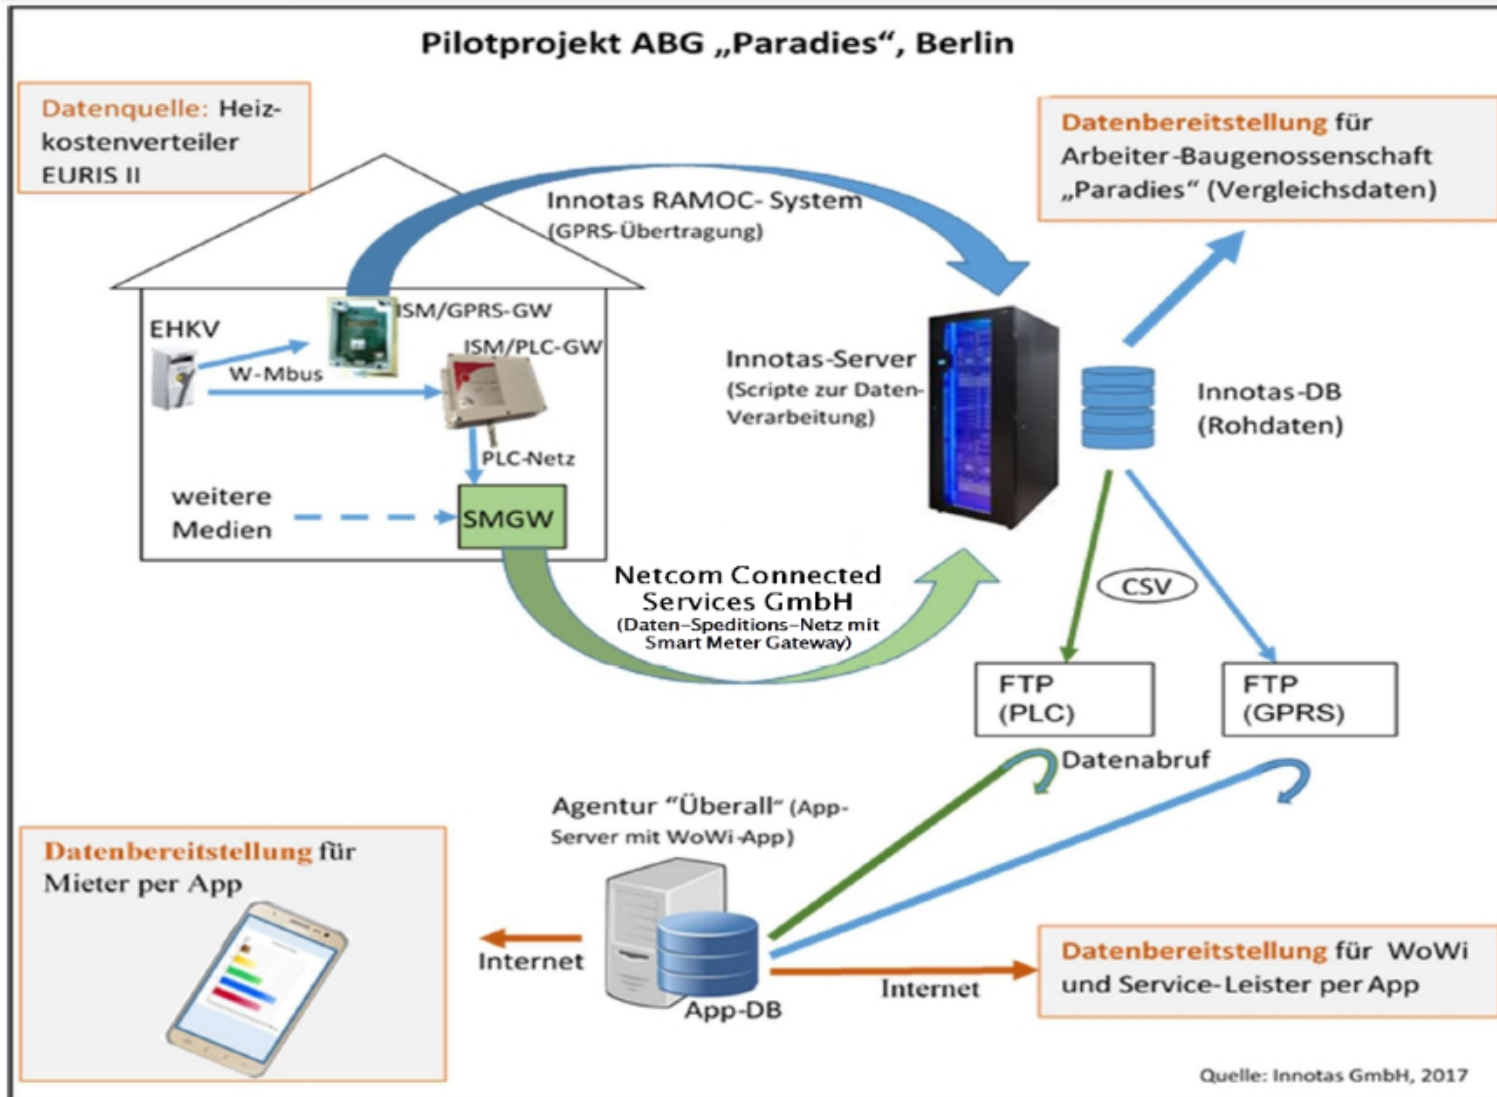 Pilotprojekt ABG „Paradies“, Berlin
Datenquelle: Heiz-
kostenverteiler
EURIS II
Datenbereitstellung für
Arbeiter-Baugenossenschaft
„Paradies“ (Vergleichsdaten)
Innotas RAMOC- System
(GPRS-Übertragung)
ISM/GPRS-GW
EHKV
ISM/PLC-GW
W-Mbus
PLC-Netz
weitere
Medien
SMGW
Innotas-Server
(Scripte zur Daten-
Verarbeitung)
Innotas-DB
(Rohdaten)
Netcom Connected
Services GmbH
(Daten-Speditions-Netz mit
Smart Meter Gateway)
CSV
FTP
(PLC)
FTP
(GPRS)
Datenabruf
Agentur "Überall" (App-
Server mit WoWi-App)
Datenbereitstellung für
Mieter per App
Internet
App-DB
Internet
Datenbereitstellung für WoWi
und Service-Leister per App
Quelle: Innotas GmbH, 2017